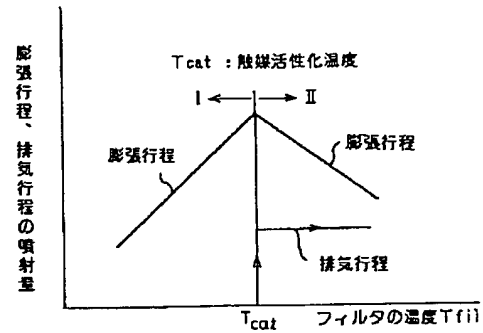 膨張行程、排気行程の噴射量
Tcat : 触媒活性化温度
I
II
膨張行程
膨張行程
排気行程
Tcat
フィルタの温度Tfil